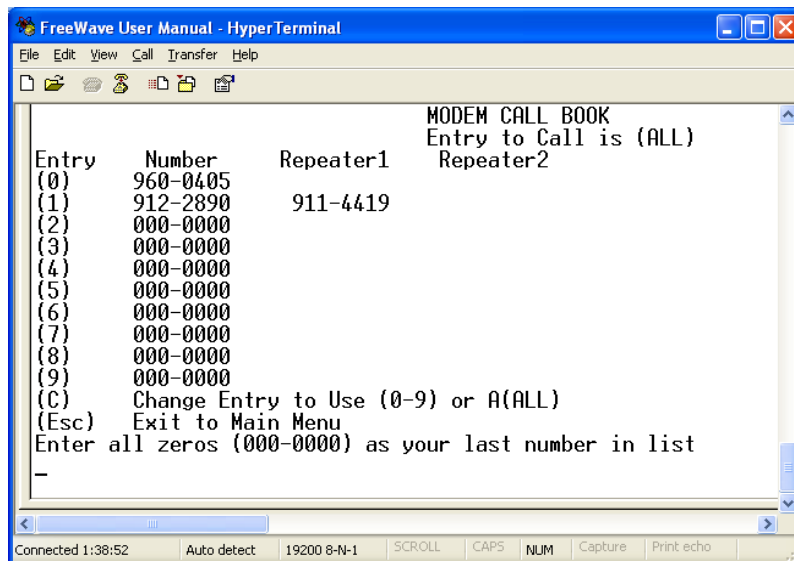 FreeWave User Manual - HyperTerminal
File Edit View Call Transfer Help
MODEM CALL BOOK
Entry to Call is (ALL)
Entry Number Repeater1 Repeater2
(0) 960-0405
(1) 912-2890 911-4419
(2) 000-0000
(3) 000-0000
(4) 000-0000
(5) 000-0000
(6) 000-0000
(7) 000-0000
(8) 000-0000
(9) 000-0000
(C) Change Entry to Use (0-9) or A(ALL)
(Esc) Exit to Main Menu
Enter all zeros (000-0000) as your last number in list
Connected 1:38:52 Auto detect 19200 8-N-1 SCROLL CAPS NUM Capture Print echo